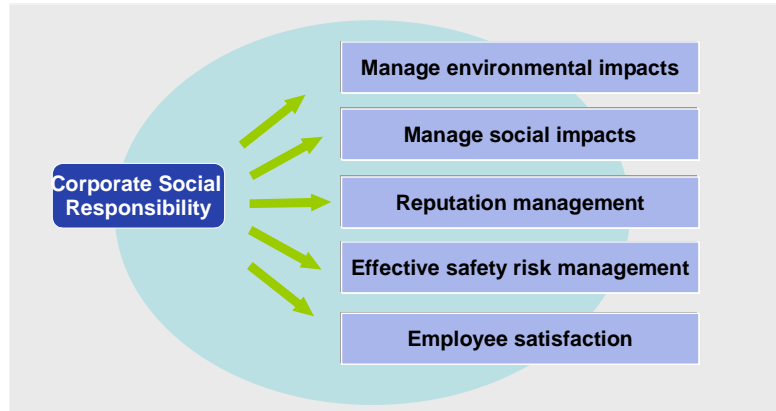 Manage environmental impacts
Manage social impacts
Corporate Social
Responsibility
Reputation management
Effective safety risk management
Employee satisfaction